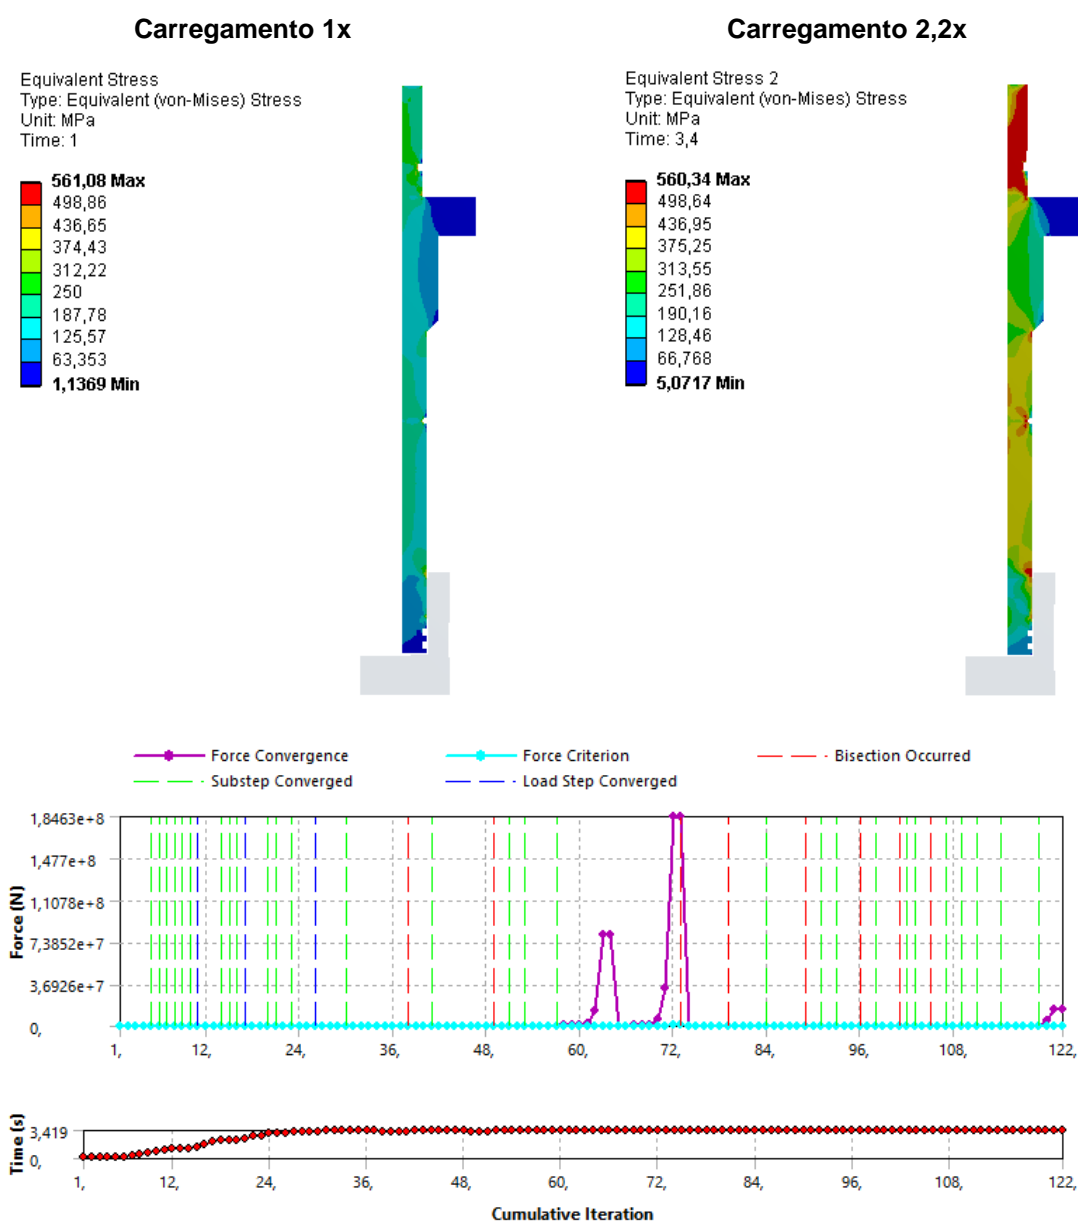 Carregamento 1x
Carregamento 2,2x
Equivalent Stress
Type: Equivalent (von-Mises) Stress
Unit: MPa
Time: 1
561,08 Max
498,86
436,65
374,43
312,22
250
187,78
125,57
63,353
1,1369 Min
Equivalent Stress 2
Type: Equivalent (von-Mises) Stress
Unit: MPa
Time: 3,4
560,34 Max
498,64
436,95
375,25
313,55
251,86
190,16
128,46
66,768
5,0717 Min
Force Convergence
Force Criterion
Bisection Occurred
Substep Converged
Load Step Converged
Force (N)
1,8463e+8
1,477e+8
1,1078e+8
7,3852e+7
3,6926e+7
0,
1, 12, 24, 36, 48, 60, 72, 84, 96, 108, 122,
Time (s)
3,419
0,
1, 12, 24, 36, 48, 60, 72, 84, 96, 108, 122,
Cumulative Iteration